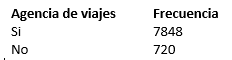 Agencia de viajes Frecuencia
Si 7848
No 720